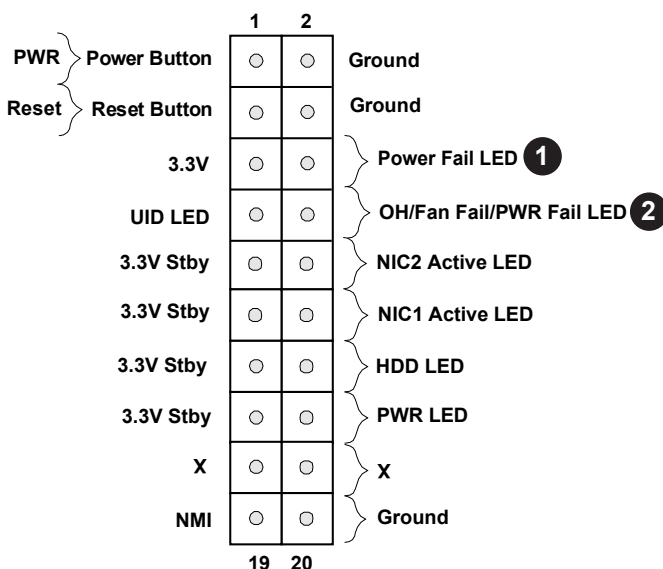 1 2
PWR Power Button Ground
Reset Reset Button Ground
3.3V Power Fail LED 1
UID LED OH/Fan Fail/PWR Fail LED 2
3.3V Stby NIC2 Active LED
3.3V Stby NIC1 Active LED
3.3V Stby HDD LED
3.3V Stby PWR LED
X X
NMI Ground
19 20